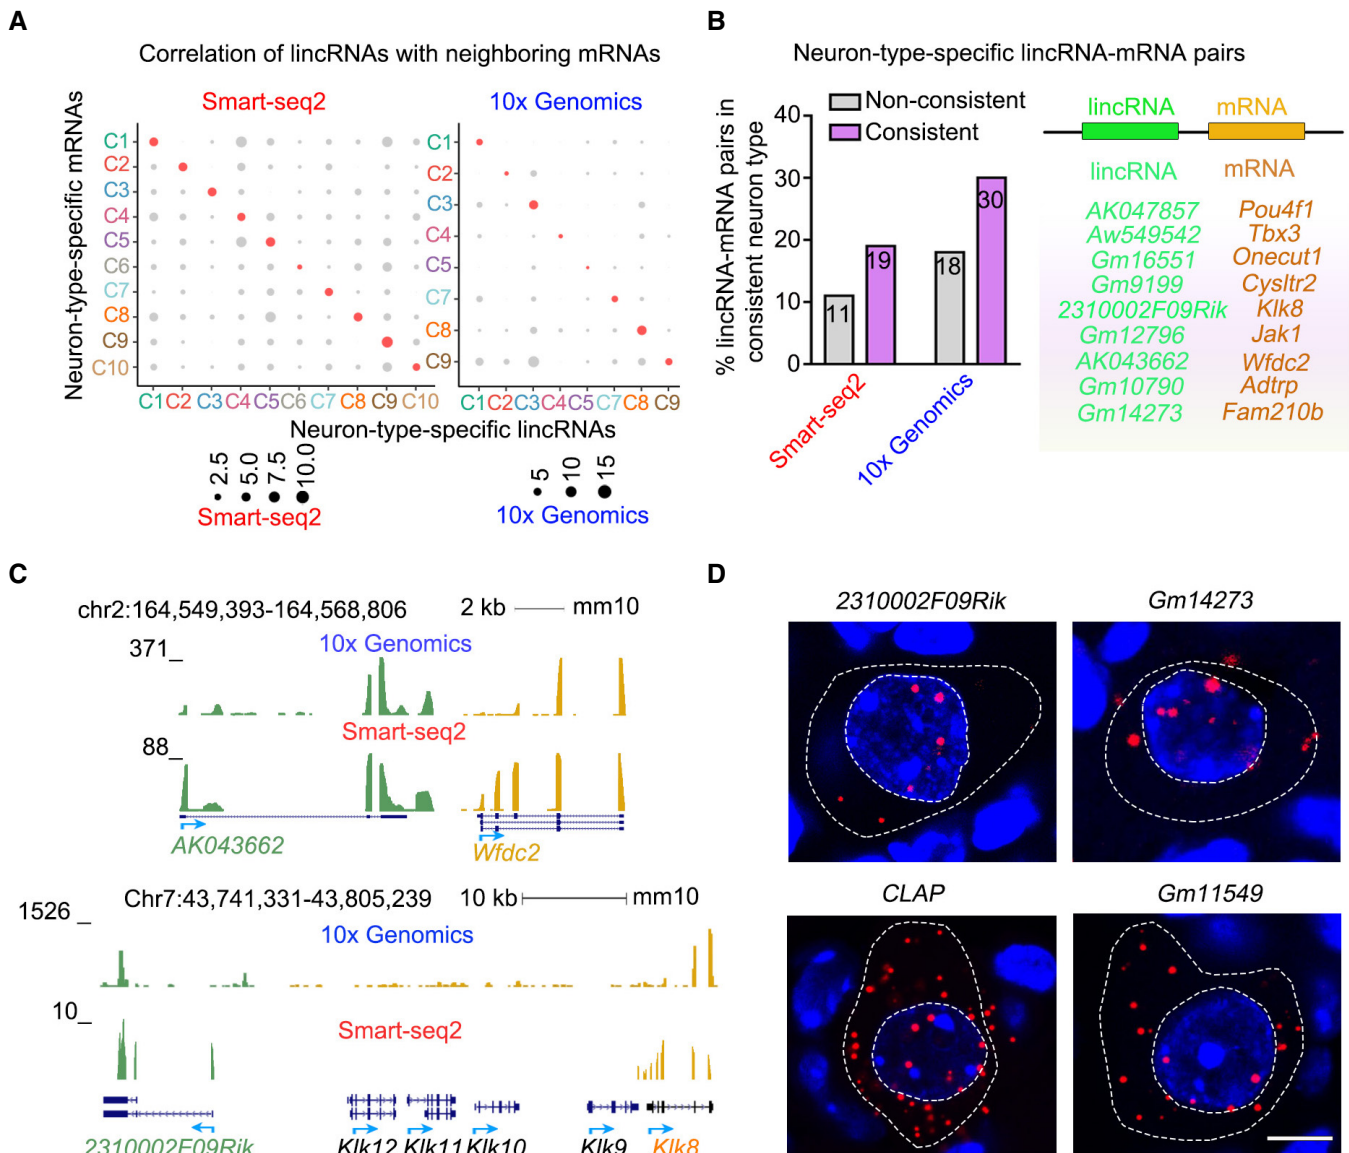 A
Correlation of lincRNAs with neighboring mRNAs
Smart-seq2
10x Genomics
Neuron-type-specific mRNAs
C1
C2
C3
C4
C5
C6
C7
C8
C9
C10
C1
C2
C3
C4
C5
C7
C8
C9
C1 C2 C3 C4 C5 C6 C7 C8 C9 C10
C1 C2 C3 C4 C5 C7 C8 C9
Neuron-type-specific lincRNAs
2.5 5.0 7.5 10.0
Smart-seq2
5 10 15
10x Genomics
B
Neuron-type-specific lincRNA-mRNA pairs
% lincRNA-mRNA pairs in
consistent neuron type
Non-consistent
Consistent
40
30
20
10
0
11
19
18
30
Smart-seq2
10x Genomics
lincRNA mRNA
lincRNA mRNA
AK047857 Pou4f1
Aw549542 Tbx3
Gm16551 Onecut1
Gm9199 Cysltr2
2310002F09Rik Klk8
Gm12796 Jak1
AK043662 Wfdc2
Gm10790 Adtrp
Gm14273 Fam210b
C
chr2:164,549,393-164,568,806 2 kb mm10
10x Genomics
371
Smart-seq2
88
AK043662 Wfdc2
Chr7:43,741,331-43,805,239 10 kb mm10
1526
10x Genomics
10
Smart-seq2
2310002F09Rik Klk12 Klk11 Klk10 Klk9 Klk8
D
2310002F09Rik
Gm14273
CLAP
Gm11549